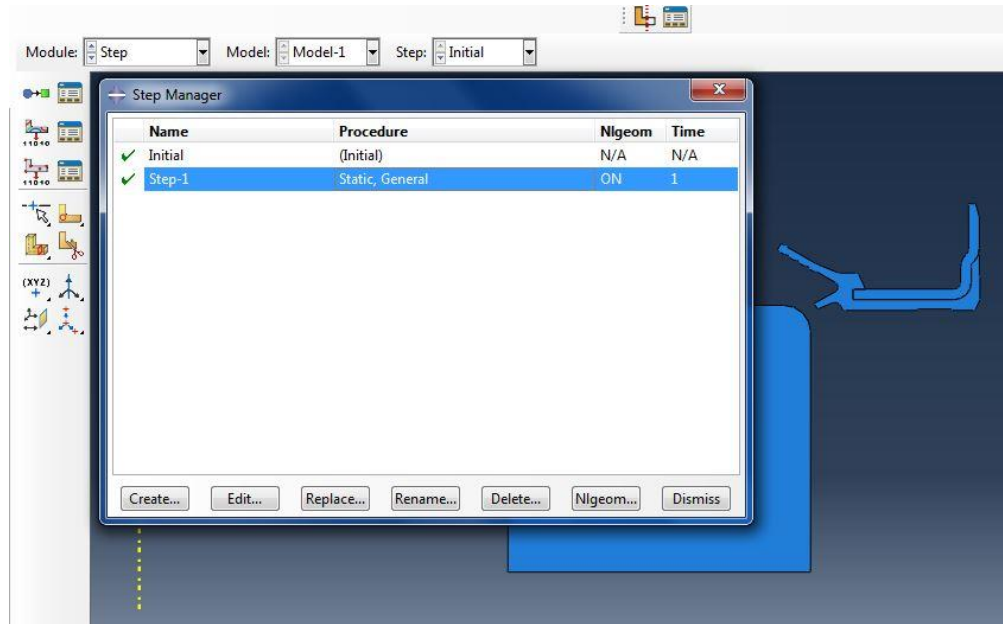 Module: Step Model: Model-1 Step: Initial
Step Manager
Name Procedure Nlgeom Time
Initial (Initial) N/A N/A
Step-1 Static, General ON 1
(XYZ)
Create... Edit... Replace... Rename... Delete... Nlgeom... Dismiss